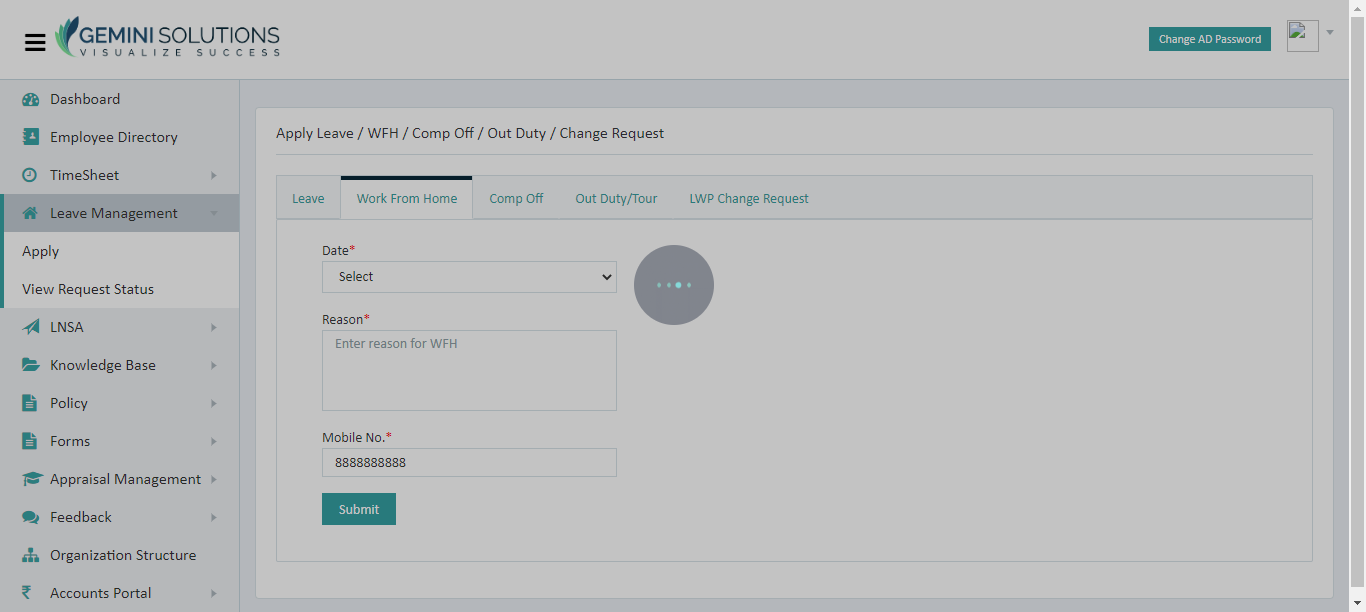 GEMINI SOLUTIONS
VISUALIZE SUCCESS
Change AD Password
Dashboard
Employee Directory
TimeSheet
Leave Management
Apply
View Request Status
LNSA
Knowledge Base
Policy
Forms
Appraisal Management
Feedback
Organization Structure
Accounts Portal
Apply Leave / WFH / Comp Off / Out Duty / Change Request
Leave Work From Home Comp Off Out Duty/Tour LWP Change Request
Date*
Select
Reason*
Enter reason for WFH
Mobile No.*
8888888888
Submit